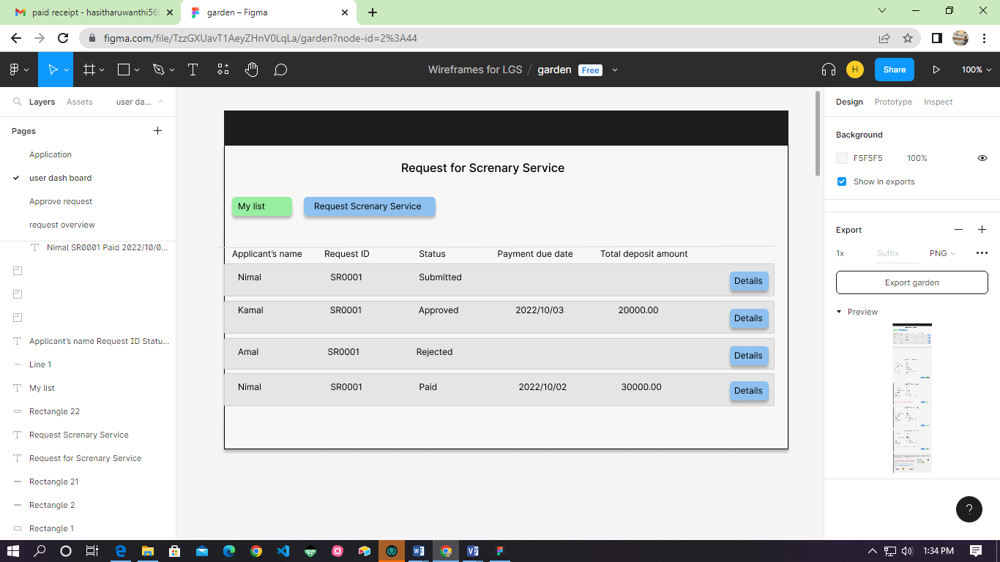 paid receipt - hasitharuwanthi568
garden – Figma
figma.com/file/TzzGXUavT1AeyZHnV0LqLa/garden?node-id=2%3A44
Wireframes for LGS / garden Free
H
Share
100%
Layers Assets user da...
Pages
Application
user dash board
Approve request
request overview
Nimal SR0001 Paid 2022/10/0...
Applicant's name Request ID Statu...
Line 1
My list
Rectangle 22
Request Screnary Service
Request for Screnary Service
Rectangle 21
Rectangle 2
Rectangle 1
Request for Screnary Service
My list Request Screnary Service
Applicant's name Request ID Status Payment due date Total deposit amount
Nimal SR0001 Submitted Details
Kamal SR0001 Approved 2022/10/03 20000.00 Details
Amal SR0001 Rejected Details
Nimal SR0001 Paid 2022/10/02 30000.00 Details
Design Prototype Inspect
Background
F5F5F5 100%
Show in exports
Export
1x Suffix PNG
Export garden
Preview
?
1:34 PM